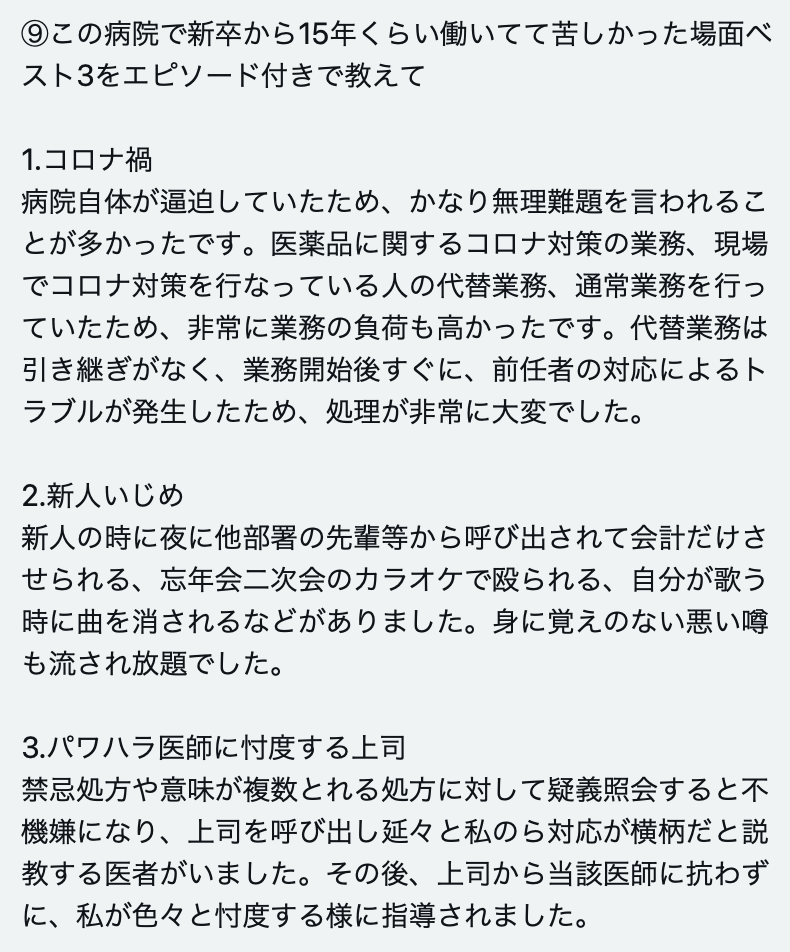 ⑨この病院で新卒から15年くらい働いてて苦しかった場面ベ
スト3をエピソード付きで教えて
1.コロナ禍
病院自体が逼迫していたため、かなり無理難題を言われるこ
とが多かったです。医薬品に関するコロナ対策の業務、現場
でコロナ対策を行なっている人の代替業務、通常業務を行っ
ていたため、非常に業務の負荷も高かったです。代替業務は
引き継ぎがなく、業務開始後すぐに、前任者の対応によるト
ラブルが発生したため、処理が非常に大変でした。
2.新人いじめ
新人の時に夜に他部署の先輩等から呼び出されて会計だけさ
せられる、忘年会二次会のカラオケで殴られる、自分が歌う
時に曲を消されるなどがありました。身に覚えのない悪い噂
も流され放題でした。
3.パワハラ医師に忖度する上司
禁忌処方や意味が複数とれる処方に対して疑義照会すると不
機嫌になり、上司を呼び出し延々と私のら対応が横柄だと説
教する医者がいました。その後、上司から当該医師に抗わず
に、私が色々と忖度する様に指導されました。